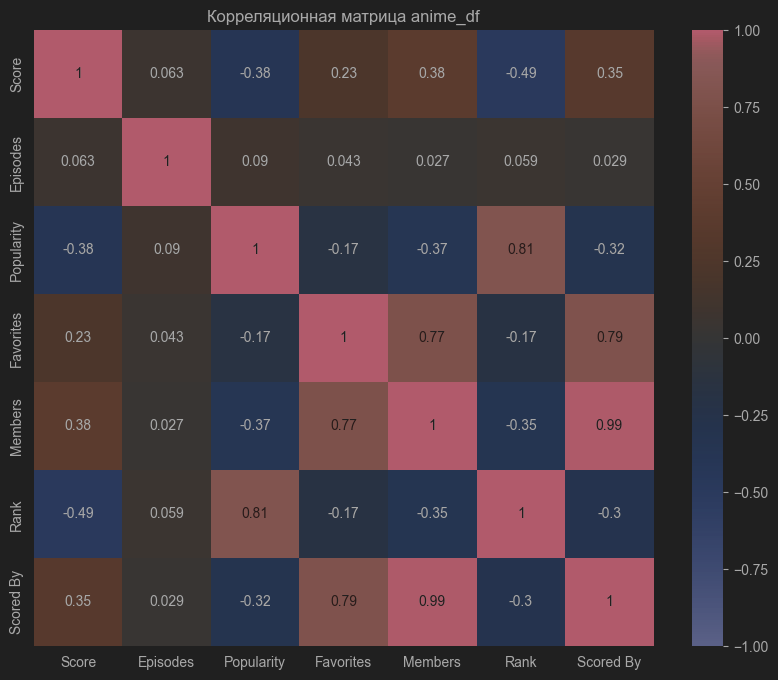 Корреляционная матрица anime_df
Score 1 0.063 -0.38 0.23 0.38 -0.49 0.35
Episodes 0.063 1 0.09 0.043 0.027 0.059 0.029
Popularity -0.38 0.09 1 -0.17 -0.37 0.81 -0.32
Favorites 0.23 0.043 -0.17 1 0.77 -0.17 0.79
Members 0.38 0.027 -0.37 0.77 1 -0.35 0.99
Rank -0.49 0.059 0.81 -0.17 -0.35 1 -0.3
Scored By 0.35 0.029 -0.32 0.79 0.99 -0.3 1
Score Episodes Popularity Favorites Members Rank Scored By
1.00
0.75
0.50
0.25
0.00
−0.25
−0.50
−0.75
−1.00